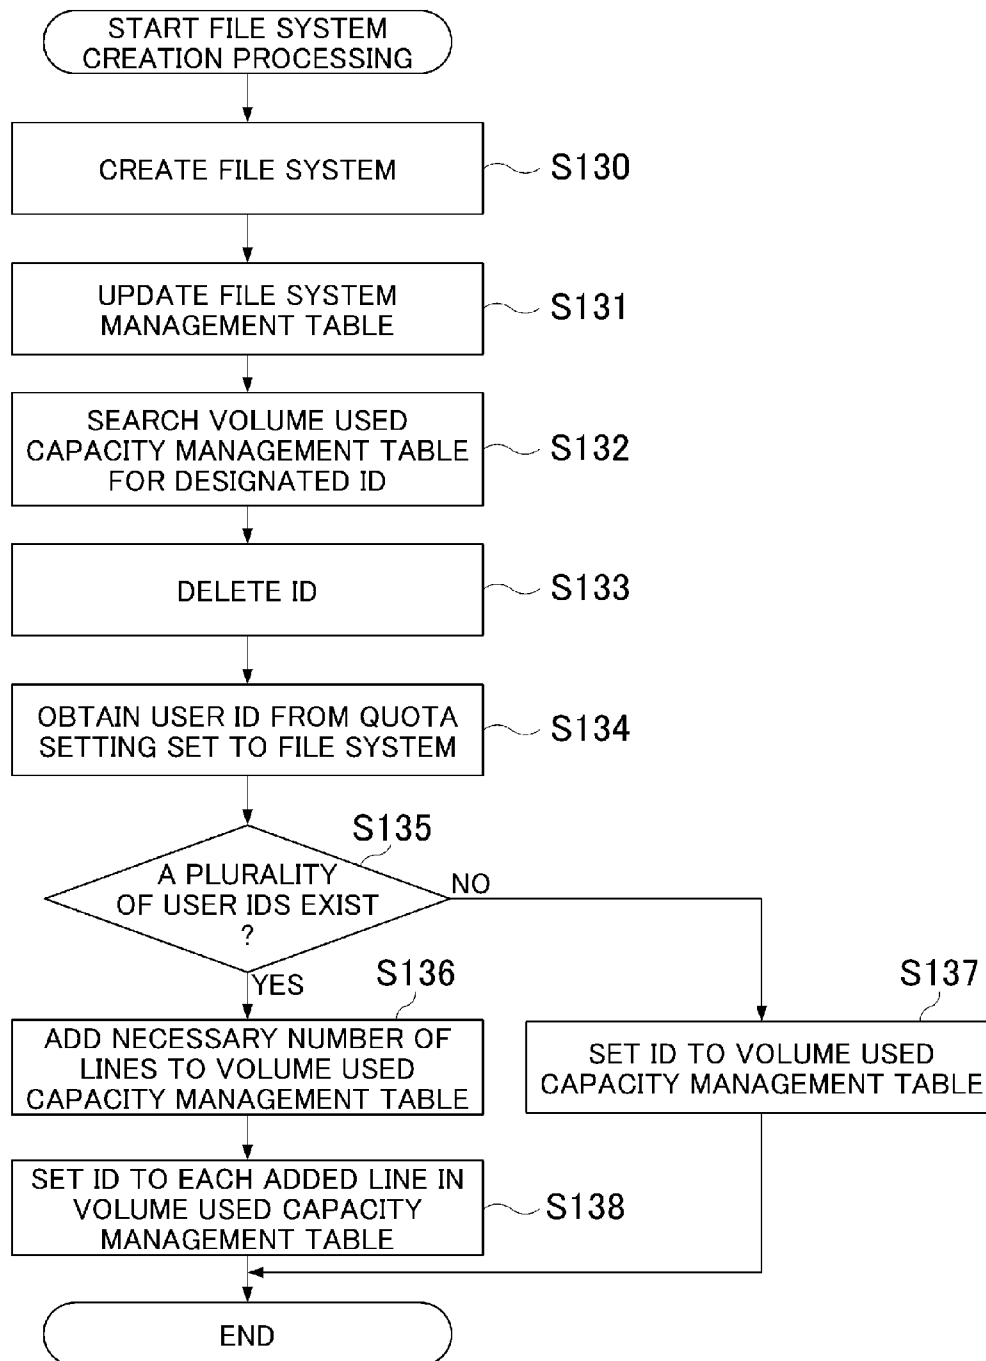 START FILE SYSTEM
CREATION PROCESSING
CREATE FILE SYSTEM
S130
UPDATE FILE SYSTEM
MANAGEMENT TABLE
S131
SEARCH VOLUME USED
CAPACITY MANAGEMENT TABLE
FOR DESIGNATED ID
S132
DELETE ID
S133
OBTAIN USER ID FROM QUOTA
SETTING SET TO FILE SYSTEM
S134
S135
A PLURALITY
OF USER IDS EXIST
?
NO
YES
S136
ADD NECESSARY NUMBER OF
LINES TO VOLUME USED
CAPACITY MANAGEMENT TABLE
S137
SET ID TO VOLUME USED
CAPACITY MANAGEMENT TABLE
SET ID TO EACH ADDED LINE IN
VOLUME USED CAPACITY
MANAGEMENT TABLE
S138
END